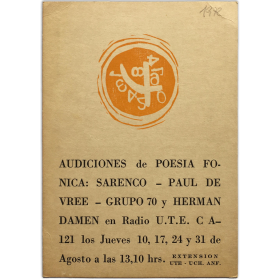 AUDICIONES de POESIA FO-
NICA: SARENCO – PAUL DE
VREE – GRUPO 70 y HERMAN
DAMEN en Radio U.T.E. C A-
121 los Jueves 10, 17, 24 y 31 de
Agosto a las 13,10 hrs. EXTENSION
UTE - UCH. ANF.